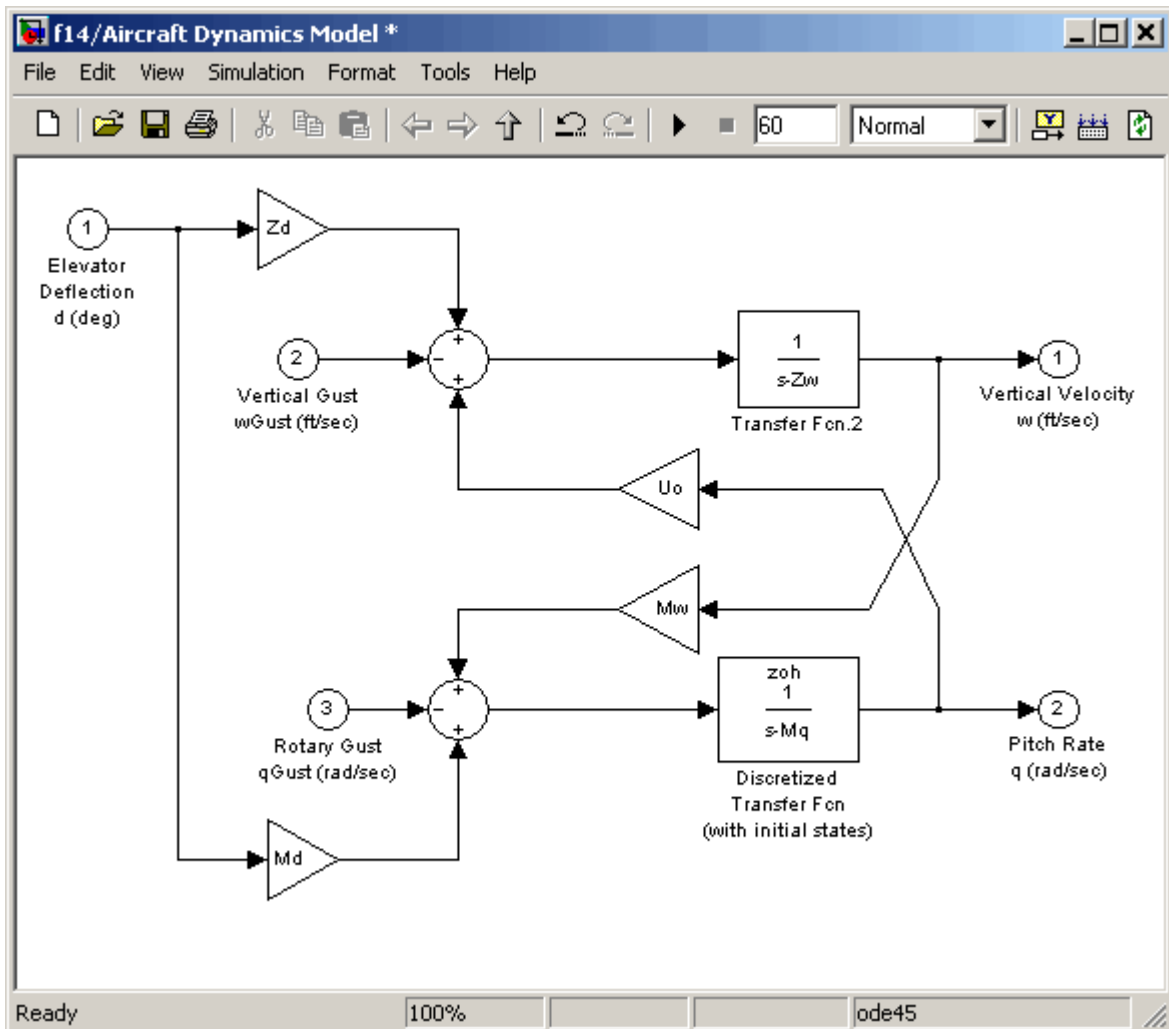 f14/Aircraft Dynamics Model *
File Edit View Simulation Format Tools Help
60
Normal
Y
1
Elevator
Deflection
d (deg)
Zd
2
Vertical Gust
wGust (ft/sec)
+
-
+
1
s-Zw
Transfer Fcn.2
1
Vertical Velocity
w (ft/sec)
Uo
Mw
3
Rotary Gust
qGust (rad/sec)
+
-
+
zoh
1
s-Mq
Discretized
Transfer Fcn
(with initial states)
2
Pitch Rate
q (rad/sec)
Md
Ready 100% ode45